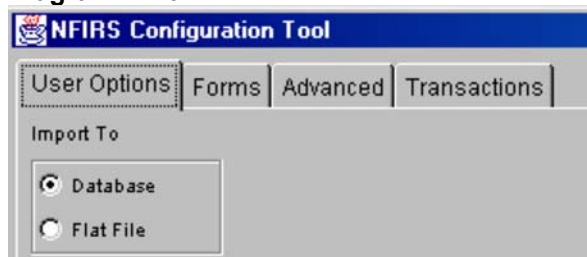 NFIRS Configuration Tool
User Options Forms Advanced Transactions
Import To
Database
Flat File